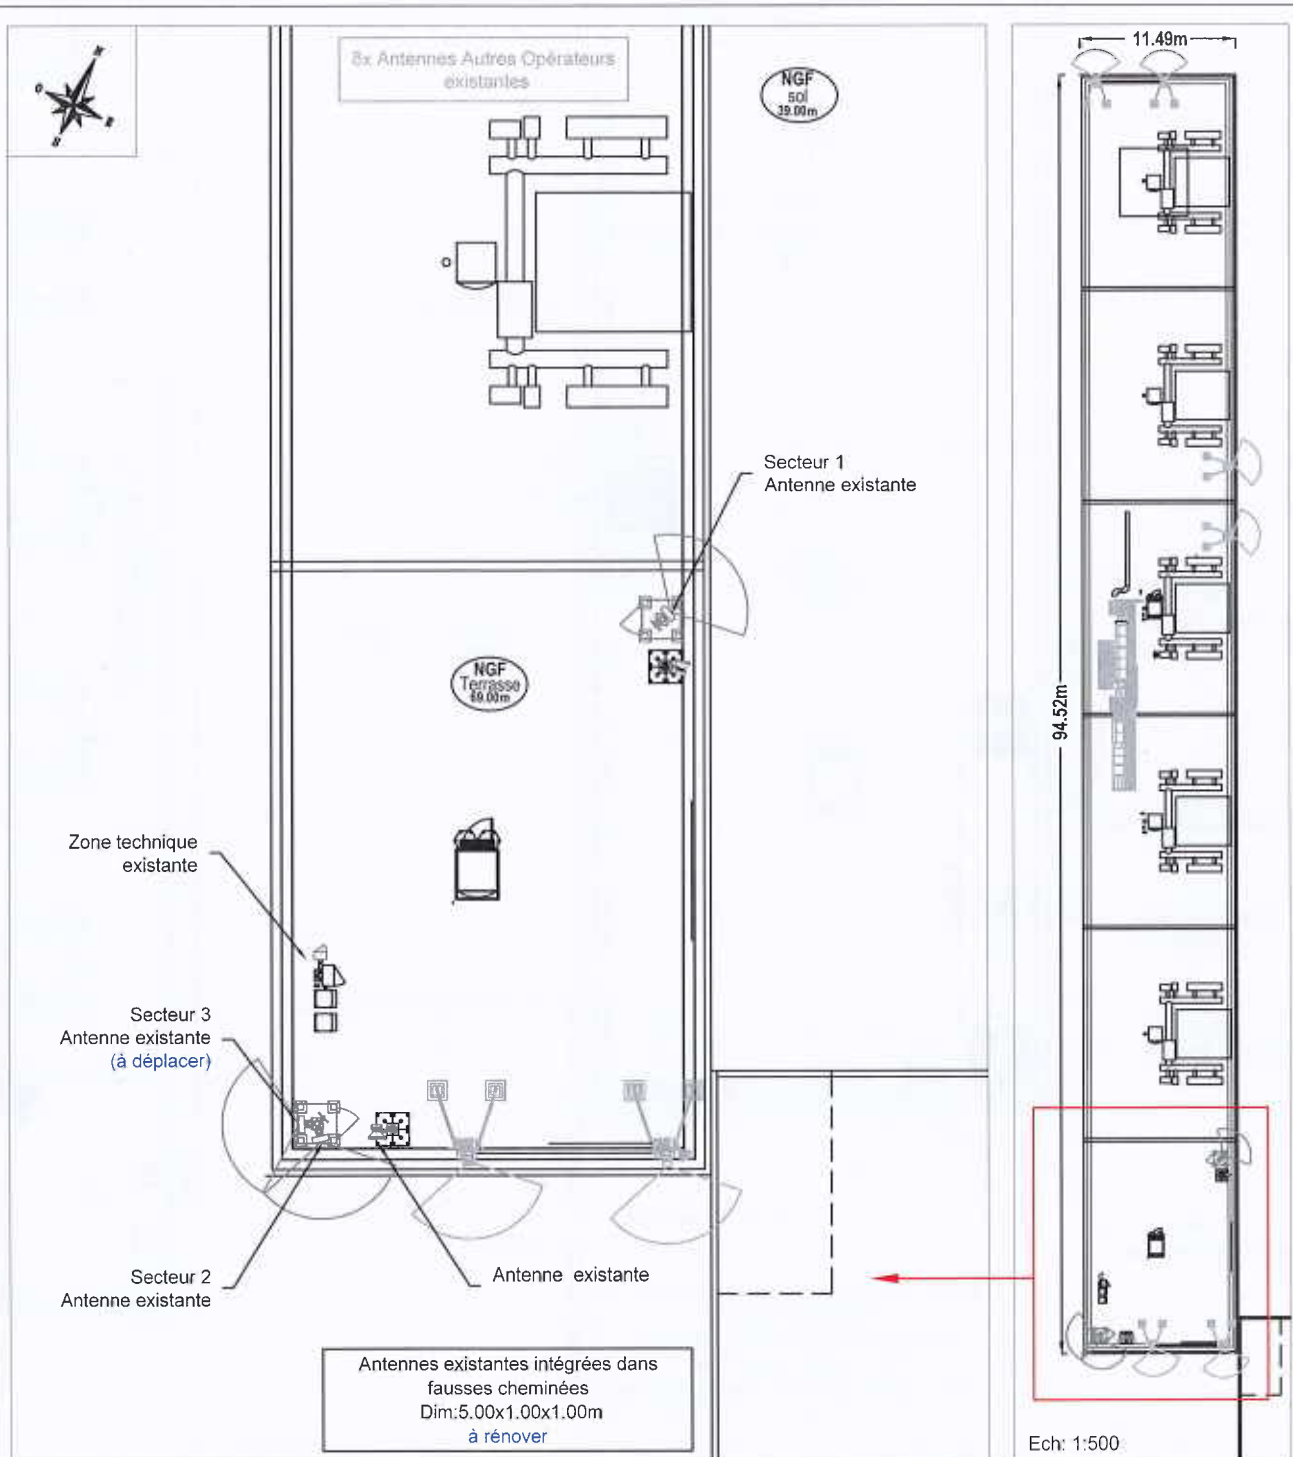 N
O
E
S
8x Antennes Autres Opérateurs
existantes
NGF
sol
39.00m
11.49m
94.52m
Secteur 1
Antenne existante
NGF
Terrasse
69.00m
Zone technique
existante
Secteur 3
Antenne existante
(à déplacer)
Secteur 2
Antenne existante
Antenne existante
Antennes existantes intégrées dans
fausses cheminées
Dim:5.00x1.00x1.00m
à rénover
Ech: 1:500